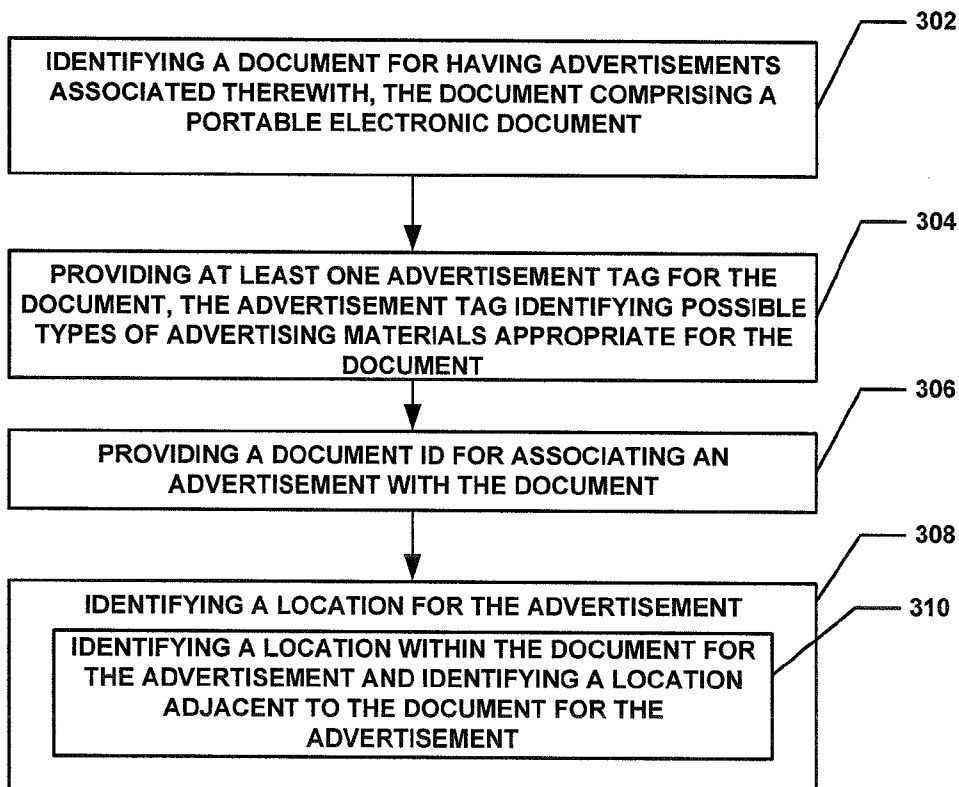 302
IDENTIFYING A DOCUMENT FOR HAVING ADVERTISEMENTS
ASSOCIATED THEREWITH, THE DOCUMENT COMPRISING A
PORTABLE ELECTRONIC DOCUMENT
304
PROVIDING AT LEAST ONE ADVERTISEMENT TAG FOR THE
DOCUMENT, THE ADVERTISEMENT TAG IDENTIFYING POSSIBLE
TYPES OF ADVERTISING MATERIALS APPROPRIATE FOR THE
DOCUMENT
306
PROVIDING A DOCUMENT ID FOR ASSOCIATING AN
ADVERTISEMENT WITH THE DOCUMENT
308
IDENTIFYING A LOCATION FOR THE ADVERTISEMENT
310
IDENTIFYING A LOCATION WITHIN THE DOCUMENT FOR
THE ADVERTISEMENT AND IDENTIFYING A LOCATION
ADJACENT TO THE DOCUMENT FOR THE
ADVERTISEMENT